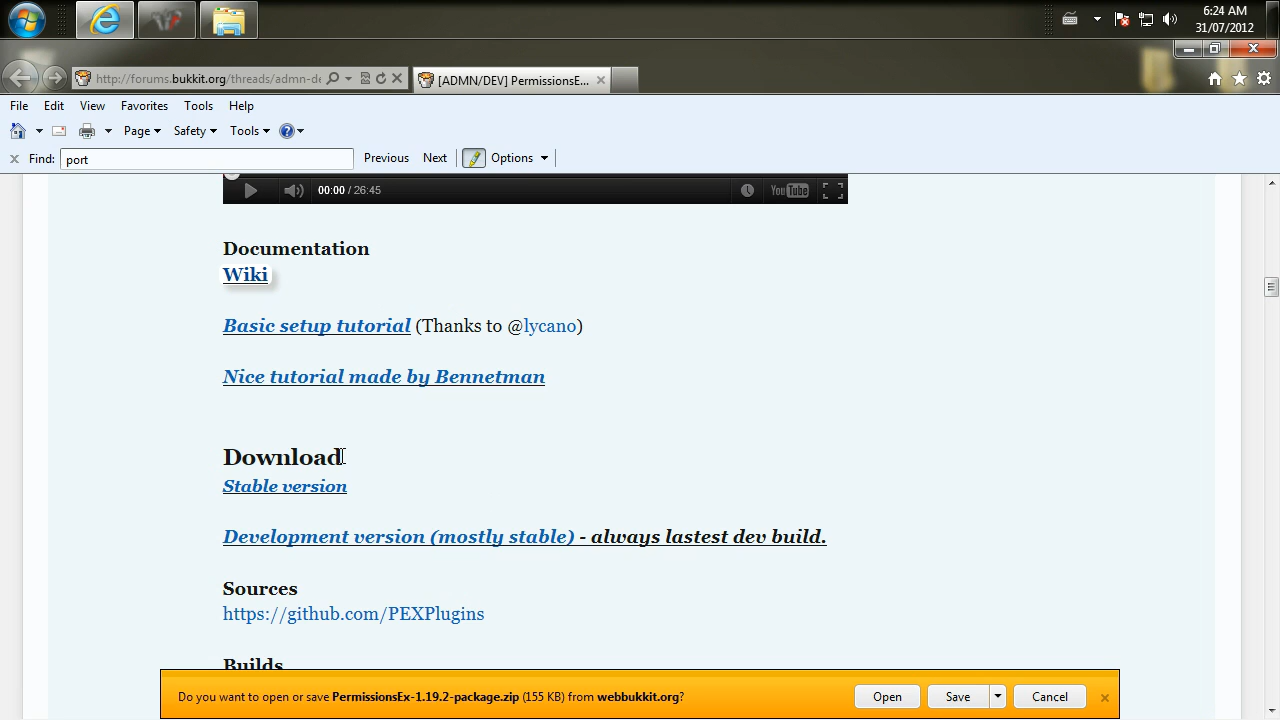 6:24 AM
31/07/2012
http://forums.bukkit.org/threads/admn-de
[ADMN/DEV] PermissionsE...
File Edit View Favorites Tools Help
Page Safety Tools
Find: port Previous Next Options
00:00 / 26:45 YouTube
Documentation
Wiki
Basic setup tutorial (Thanks to @lycano)
Nice tutorial made by Bennetman
Download
Stable version
Development version (mostly stable) - always lastest dev build.
Sources
https://github.com/PEXPlugins
Builds
Do you want to open or save PermissionsEx-1.19.2-package.zip (155 KB) from webbukkit.org? Open Save Cancel